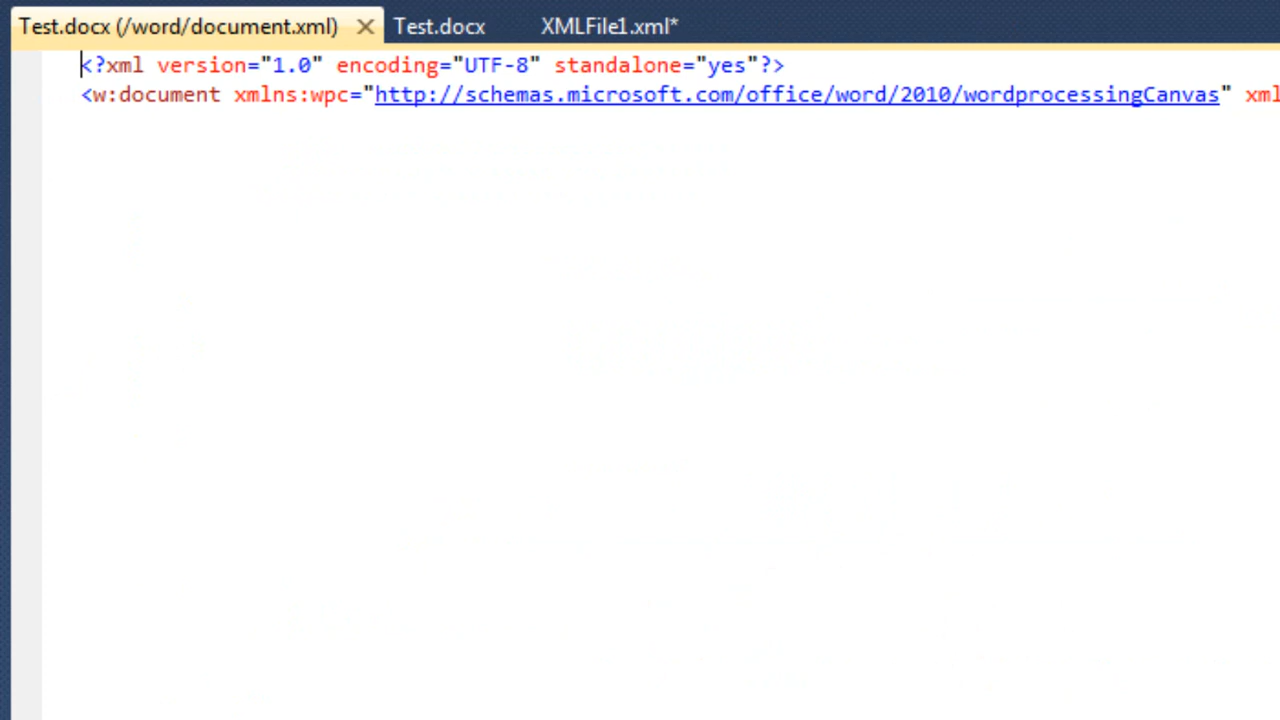 Test.docx (/word/document.xml) Test.docx XMLFile1.xml*
<?xml version="1.0" encoding="UTF-8" standalone="yes"?>
<w:document xmlns:wpc="http://schemas.microsoft.com/office/word/2010/wordprocessingCanvas" xml